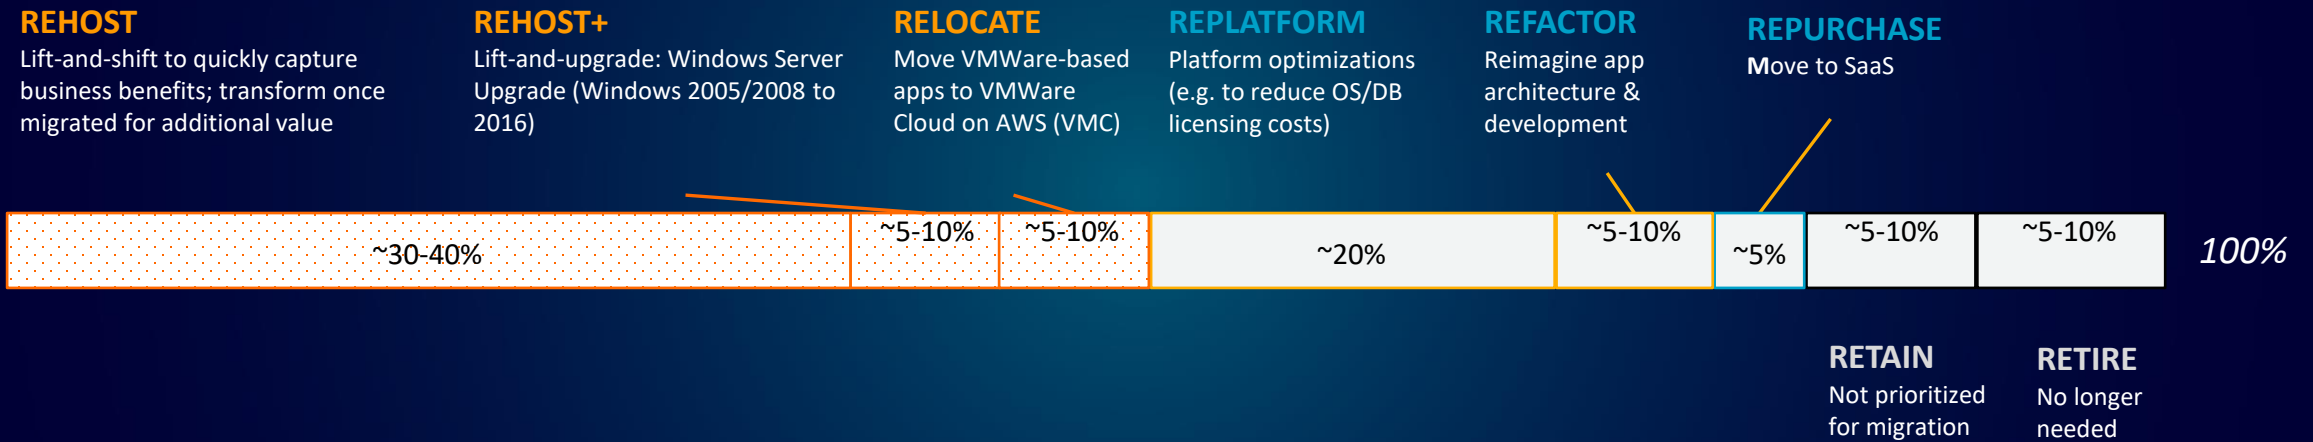 REHOST
Lift-and-shift to quickly capture
business benefits; transform once
migrated for additional value
REHOST+
Lift-and-upgrade: Windows Server
Upgrade (Windows 2005/2008 to
2016)
RELOCATE
Move VMWare-based
apps to VMWare
Cloud on AWS (VMC)
REPLATFORM
Platform optimizations
(e.g. to reduce OS/DB
licensing costs)
REFACTOR
Reimagine app
architecture &
development
REPURCHASE
Move to SaaS
~30-40%
~5-10%
~5-10%
~20%
~5-10%
~5%
~5-10%
~5-10%
100%
RETAIN
Not prioritized
for migration
RETIRE
No longer
needed